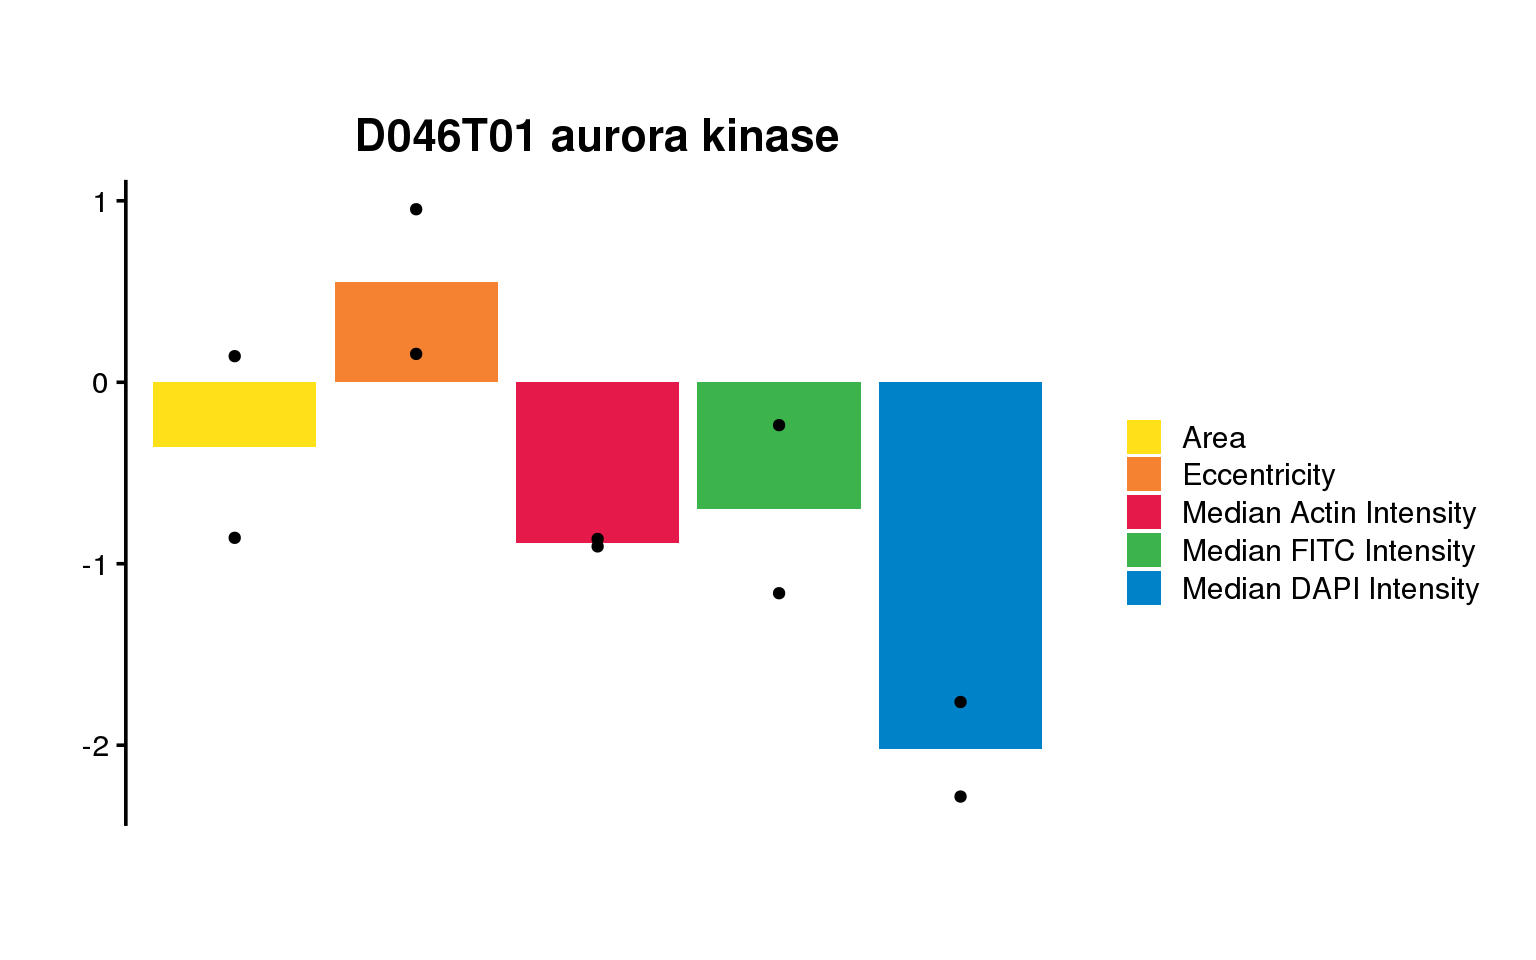 D046T01 aurora kinase
1
0
-1
-2
Area
Eccentricity
Median Actin Intensity
Median FITC Intensity
Median DAPI Intensity